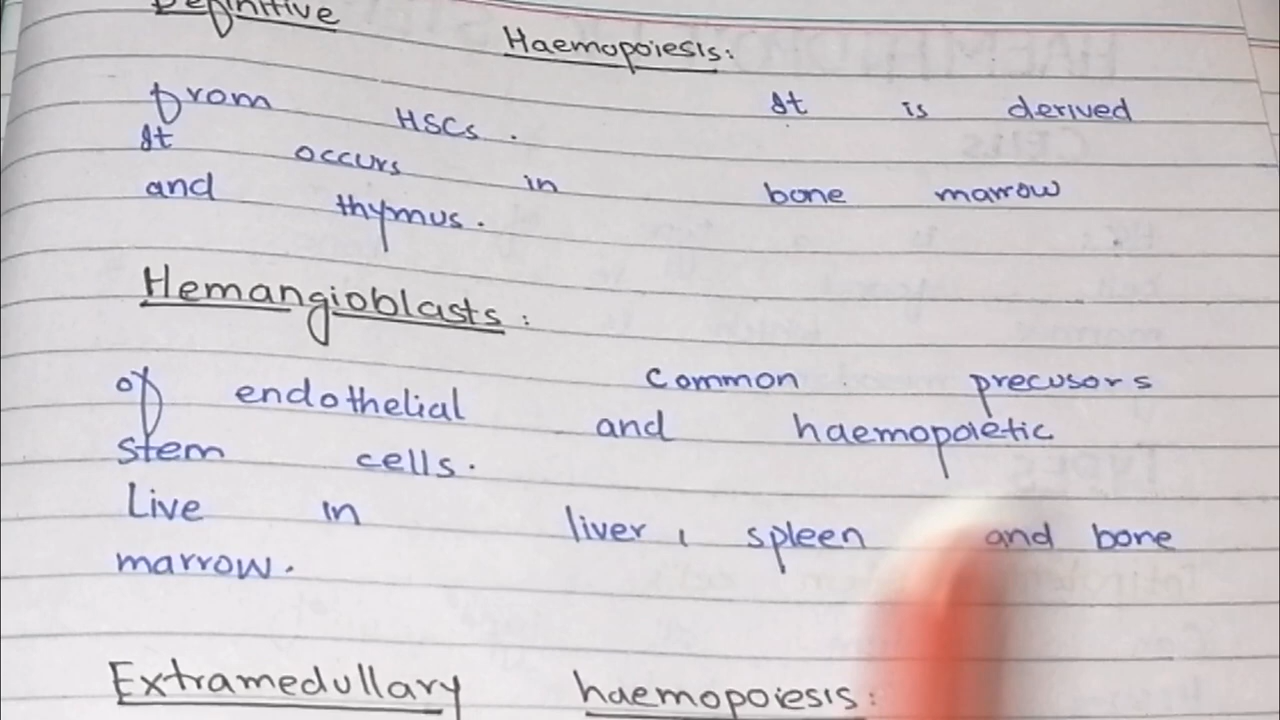 Definitive Haemopoiesis:
It is derived
from HSCs.
It occurs in bone marrow
and thymus.
Hemangioblasts:
common precusors
of endothelial and haemopoietic
stem cells.
Live in liver, spleen and bone
marrow.
Extramedullary haemopoiesis: